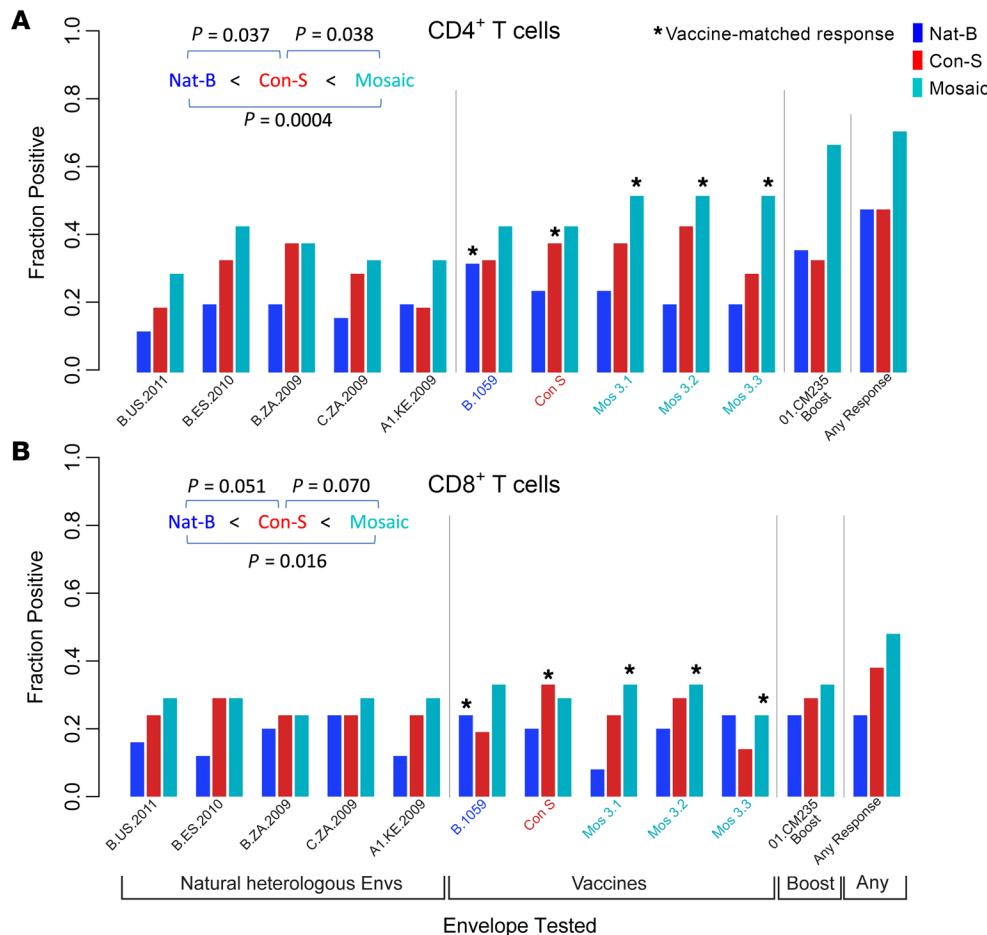 A
CD4+ T cells
* Vaccine-matched response
Nat-B
Con-S
Mosaic
P = 0.037
P = 0.038
Nat-B < Con-S < Mosaic
P = 0.0004
Fraction Positive
1.0
0.8
0.6
0.4
0.2
0.0
*
*
*
*
*
B.US.2011
B.ES.2010
B.ZA.2009
C.ZA.2009
A1.KE.2009
B.1059
Con S
Mos 3.1
Mos 3.2
Mos 3.3
01.CM235
Boost
Any Response
B
CD8+ T cells
P = 0.051
P = 0.070
Nat-B < Con-S < Mosaic
P = 0.016
Fraction Positive
1.0
0.8
0.6
0.4
0.2
0.0
*
*
*
*
*
B.US.2011
B.ES.2010
B.ZA.2009
C.ZA.2009
A1.KE.2009
B.1059
Con S
Mos 3.1
Mos 3.2
Mos 3.3
01.CM235
Boost
Any Response
Natural heterologous Envs
Vaccines
Boost
Any
Envelope Tested